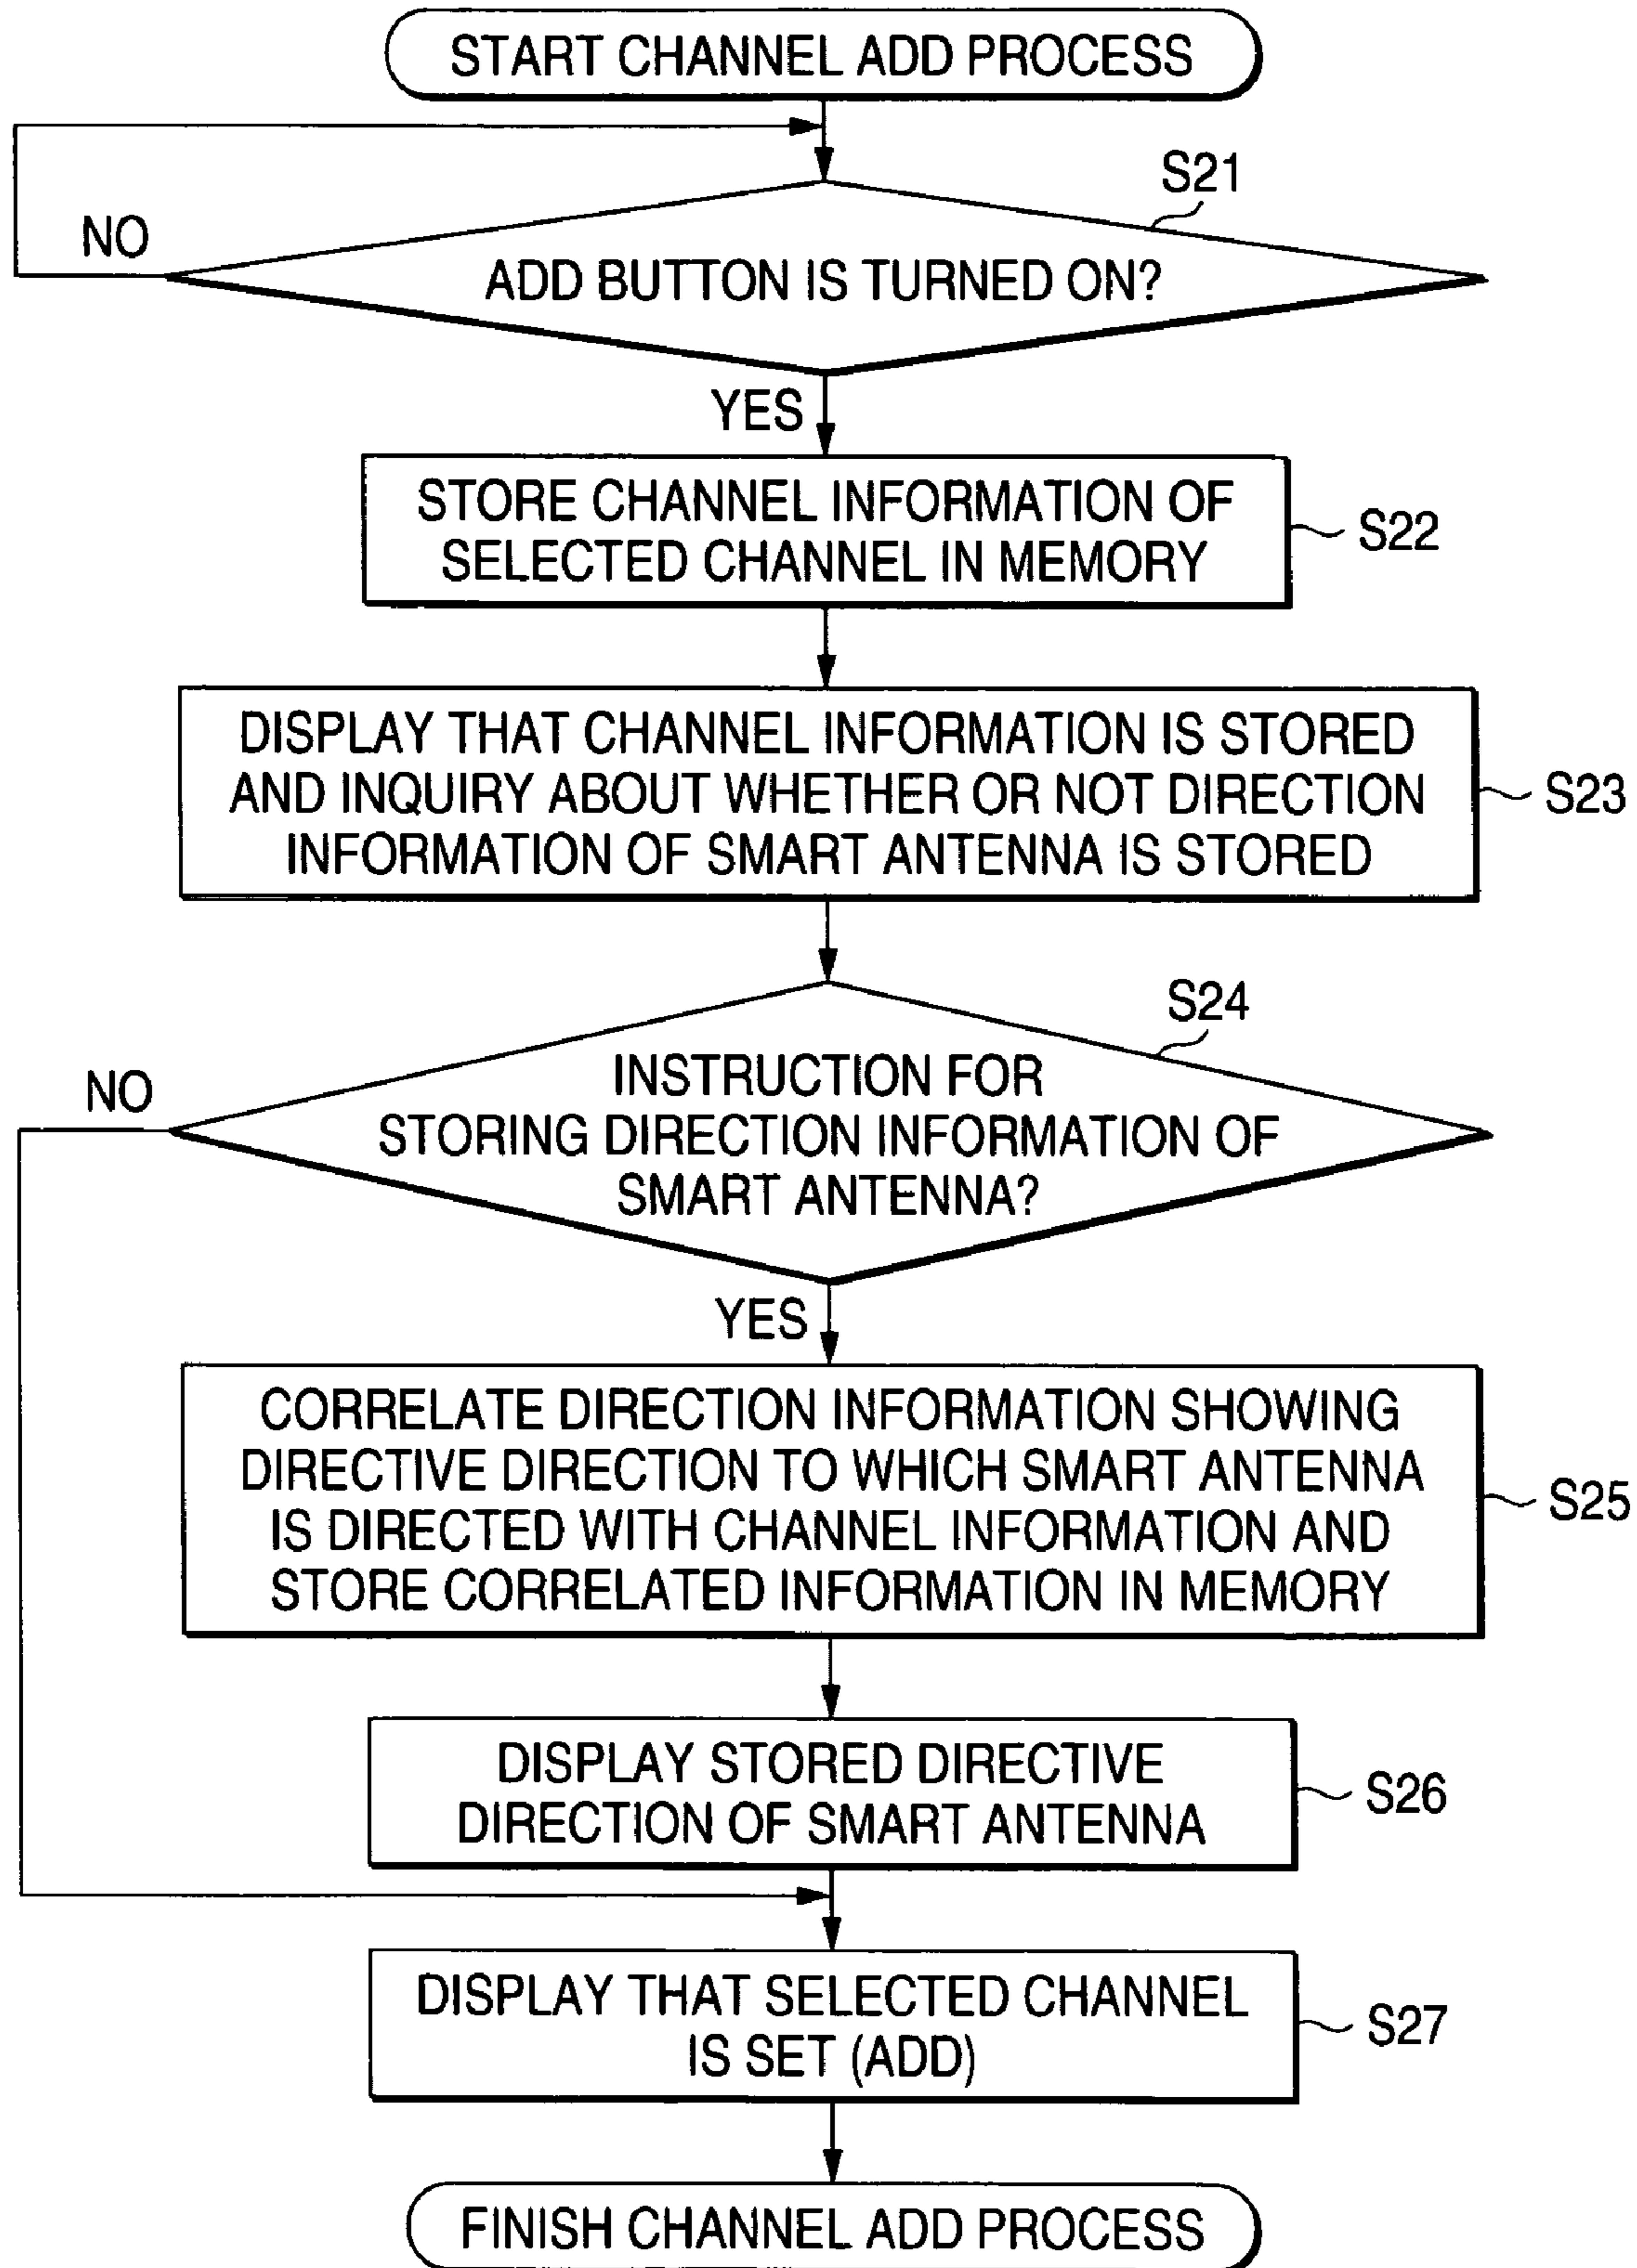 START CHANNEL ADD PROCESS
S21
NO
ADD BUTTON IS TURNED ON?
YES
STORE CHANNEL INFORMATION OF
SELECTED CHANNEL IN MEMORY
S22
DISPLAY THAT CHANNEL INFORMATION IS STORED
AND INQUIRY ABOUT WHETHER OR NOT DIRECTION
INFORMATION OF SMART ANTENNA IS STORED
S23
S24
NO
INSTRUCTION FOR
STORING DIRECTION INFORMATION OF
SMART ANTENNA?
YES
CORRELATE DIRECTION INFORMATION SHOWING
DIRECTIVE DIRECTION TO WHICH SMART ANTENNA
IS DIRECTED WITH CHANNEL INFORMATION AND
STORE CORRELATED INFORMATION IN MEMORY
S25
DISPLAY STORED DIRECTIVE
DIRECTION OF SMART ANTENNA
S26
DISPLAY THAT SELECTED CHANNEL
IS SET (ADD)
S27
FINISH CHANNEL ADD PROCESS